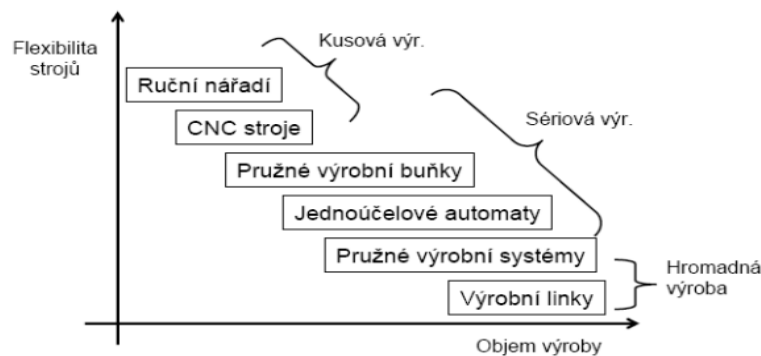 Flexibilita
strojů
Kusová výr.
Ruční nářadí
CNC stroje
Sériová výr.
Pružné výrobní buňky
Jednoúčelové automaty
Pružné výrobní systémy
Hromadná
výroba
Výrobní linky
Objem výroby